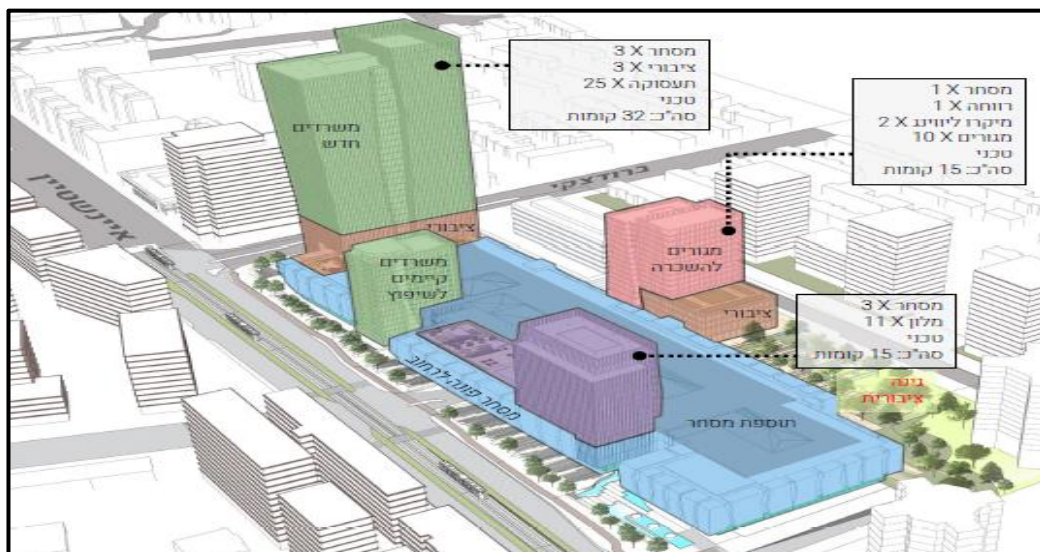 מסחר X 3
ציבורי X 3
תעסוקה X 25
טכני
סה"כ: 32 קומות
מסחר X 1
רווחה X 1
מיקרו ליווינג X 2
מגורים X 10
טכני
סה"כ: 15 קומות
משרדים
חדש
ברודצקי
איינשטיין
ציבורי
משרדים
קיימים
לשיפוץ
מגורים
להשכרה
ציבורי
מסחר X 3
מלון X 11
טכני
סה"כ: 15 קומות
גינה
ציבורית
מסחר פונה לרחוב
תוספת מסחר